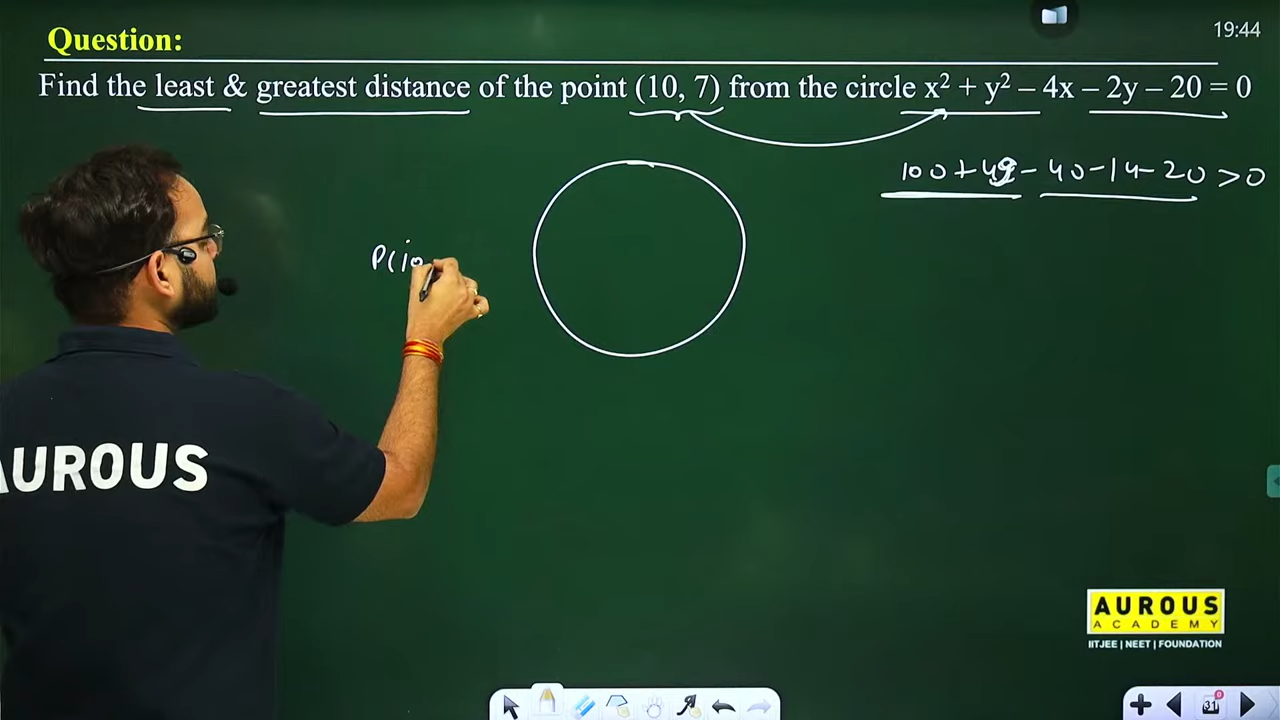 19:44
Question:
Find the least & greatest distance of the point (10, 7) from the circle x² + y² – 4x – 2y – 20 = 0
100+49-40-14-20>0
P(10
AUROUS
AUROUS
ACADEMY
IITJEE | NEET | FOUNDATION
31